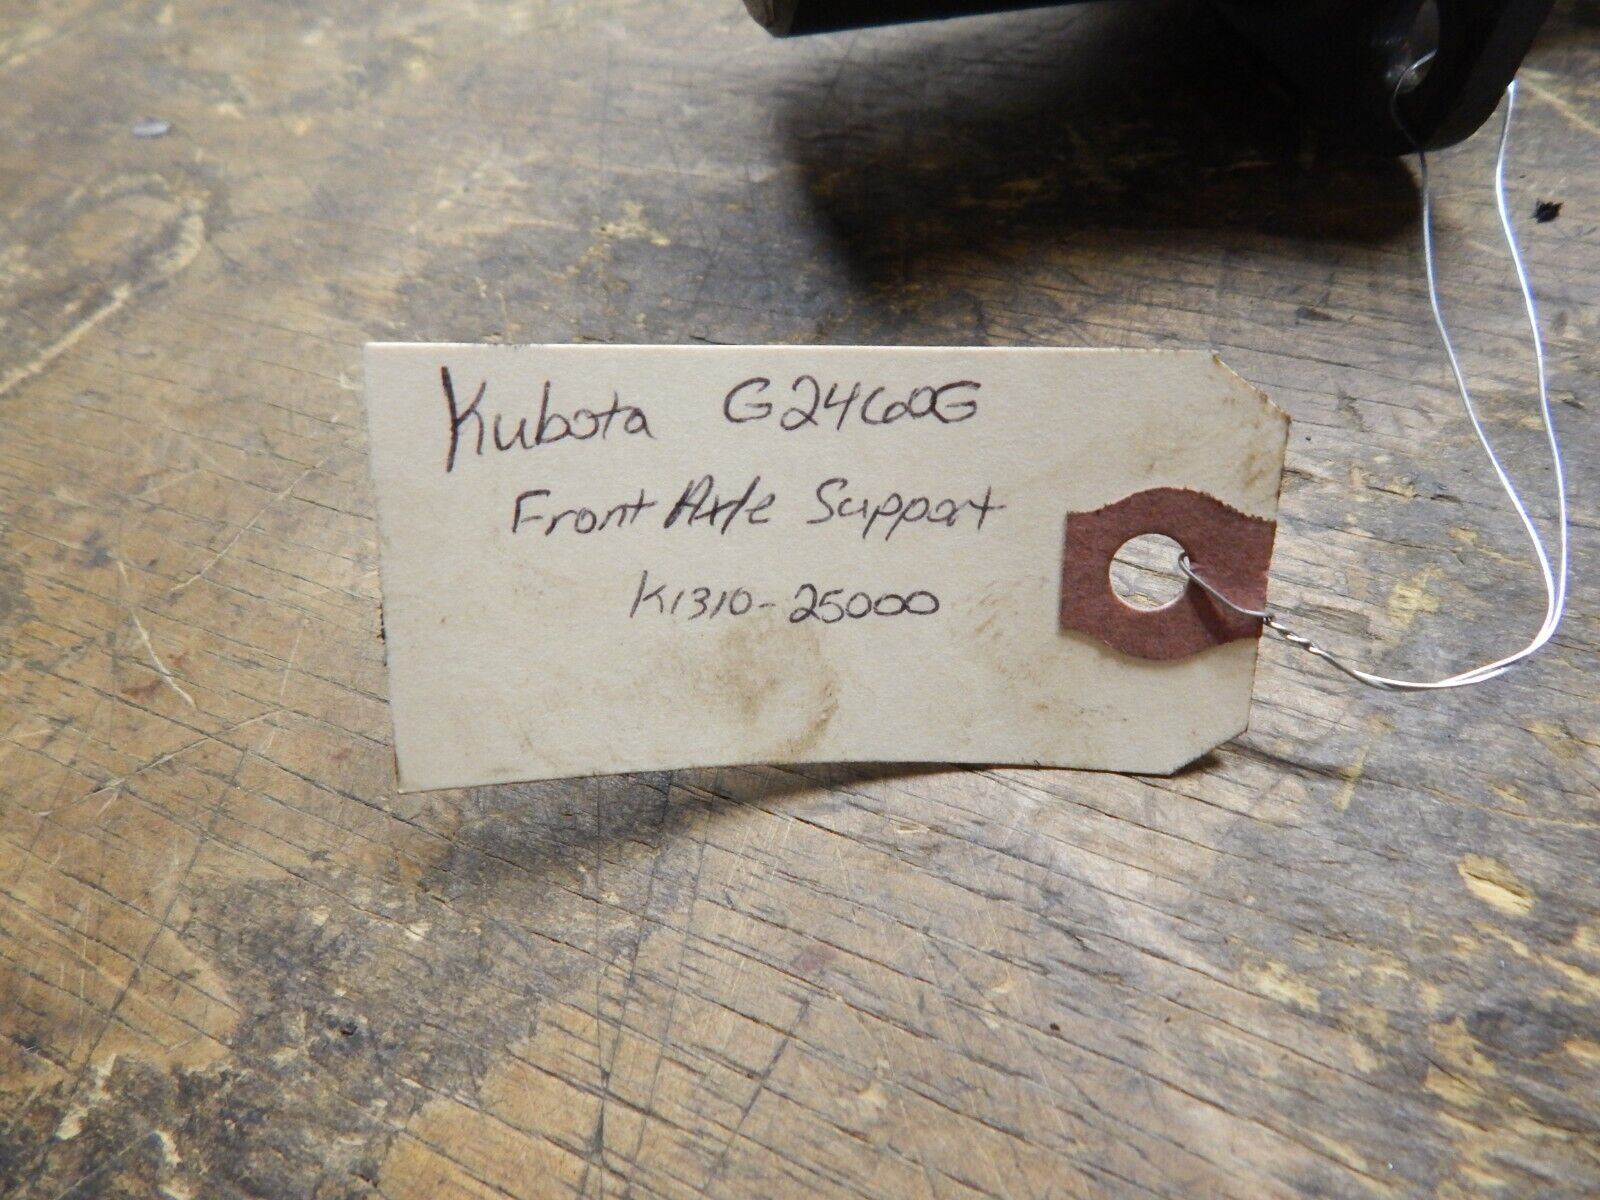 Kubota G2460G
Front Axle Support
K1310-25000